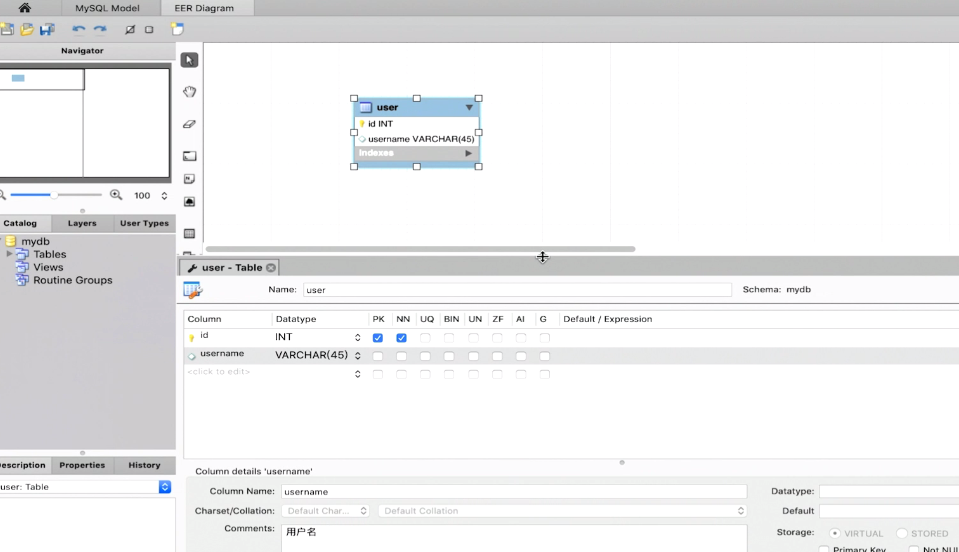 MySQL Model
EER Diagram
Navigator
user
id INT
username VARCHAR(45)
Indexes
100
Catalog
Layers
User Types
mydb
Tables
Views
Routine Groups
user - Table
Name: user
Schema: mydb
Column Datatype PK NN UQ BIN UN ZF AI G Default / Expression
id INT
username VARCHAR(45)
<click to edit>
escription Properties History
user: Table
Column details 'username'
Column Name: username
Datatype:
Charset/Collation: Default Char... Default Collation
Default
Comments: 用户名
Storage: VIRTUAL STORED
Primary Key Not NU